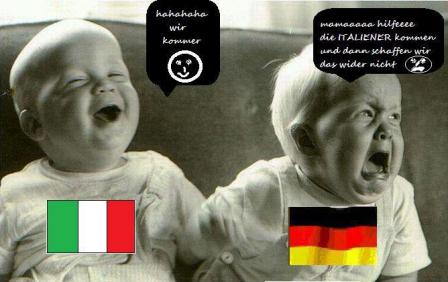 hahahaha
wir
kommer
mamaaaaa hilfeeee
die ITALIENER kommen
und dann schaffen wir
das wider nicht